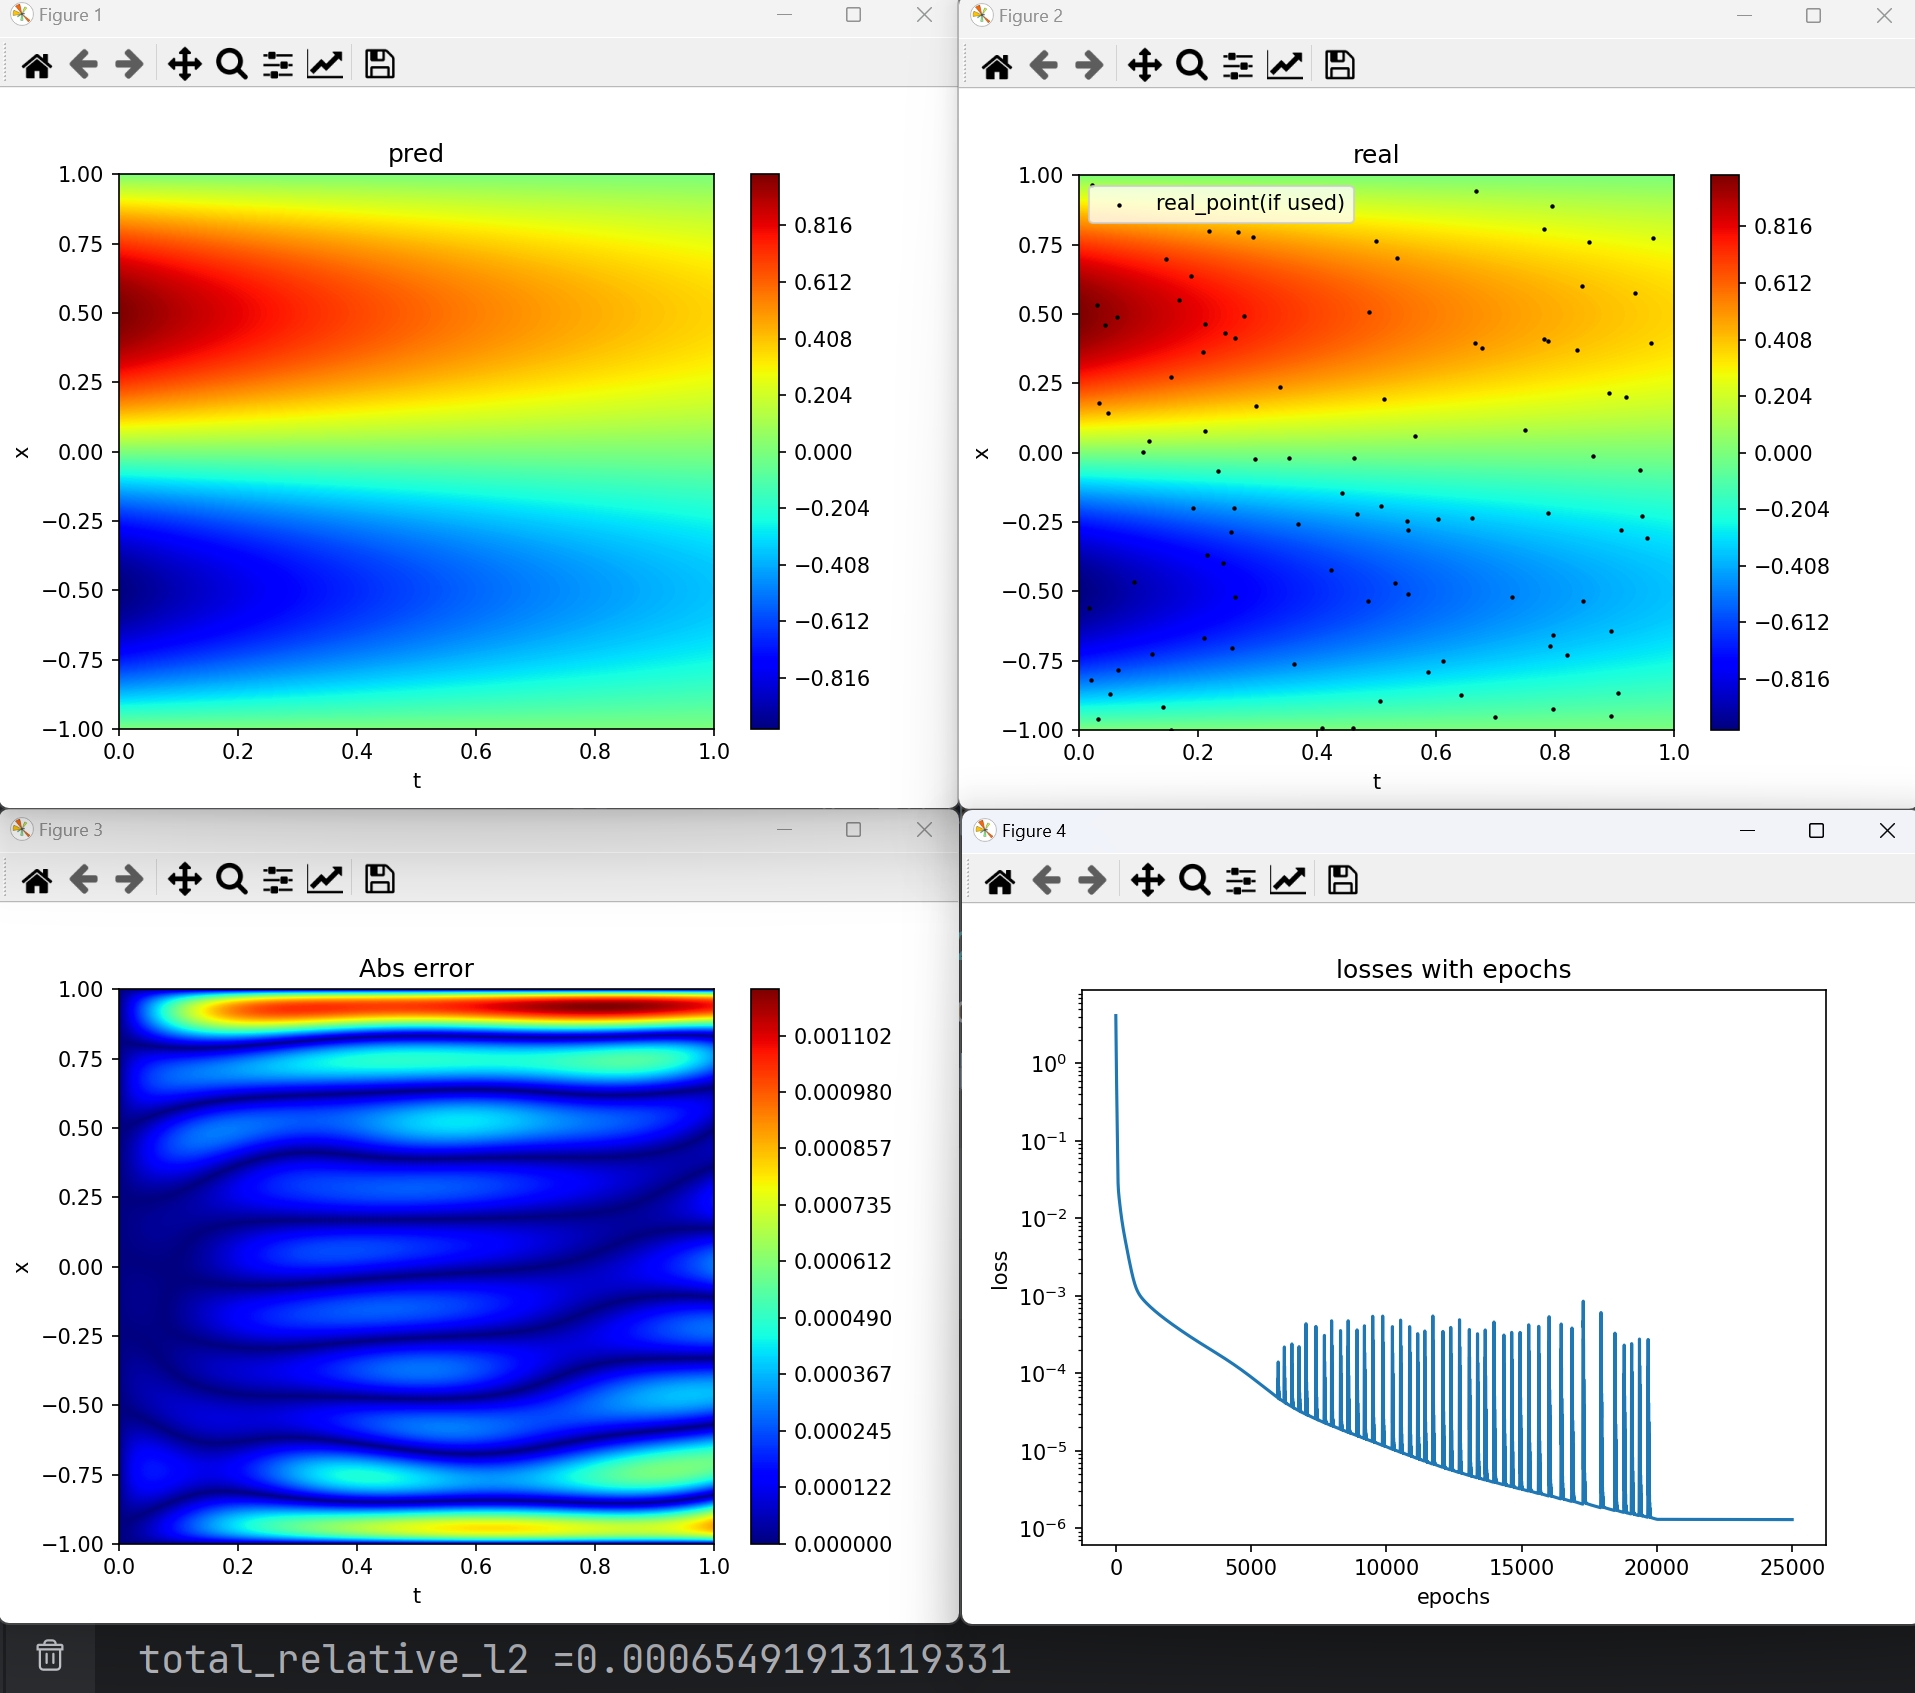 Figure 1
pred
1.00
0.75
0.50
0.25
0.00
−0.25
−0.50
−0.75
−1.00
x
0.0 0.2 0.4 0.6 0.8 1.0
t
0.816
0.612
0.408
0.204
0.000
−0.204
−0.408
−0.612
−0.816
Figure 2
real
real_point(if used)
1.00
0.75
0.50
0.25
0.00
−0.25
−0.50
−0.75
−1.00
x
0.0 0.2 0.4 0.6 0.8 1.0
t
0.816
0.612
0.408
0.204
0.000
−0.204
−0.408
−0.612
−0.816
Figure 3
Abs error
1.00
0.75
0.50
0.25
0.00
−0.25
−0.50
−0.75
−1.00
x
0.0 0.2 0.4 0.6 0.8 1.0
t
0.001102
0.000980
0.000857
0.000735
0.000612
0.000490
0.000367
0.000245
0.000122
0.000000
Figure 4
losses with epochs
10⁰
10⁻¹
10⁻²
10⁻³
10⁻⁴
10⁻⁵
10⁻⁶
loss
0 5000 10000 15000 20000 25000
epochs
total_relative_l2 =0.00065491913119331